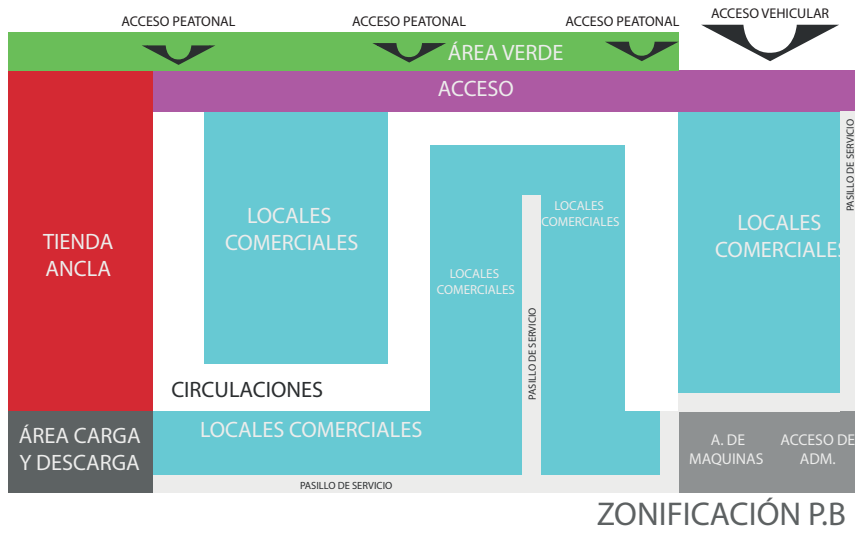 ACCESO PEATONAL
ACCESO PEATONAL
ACCESO PEATONAL
ACCESO VEHICULAR
ÁREA VERDE
ACCESO
PASILLO DE SERVICIO
LOCALES
COMERCIALES
LOCALES
COMERCIALES
LOCALES
COMERCIALES
TIENDA
ANCLA
LOCALES
COMERCIALES
PASILLO DE SERVICIO
CIRCULACIONES
ÁREA CARGA
Y DESCARGA
LOCALES COMERCIALES
A. DE
MAQUINAS
ACCESO DE
ADM.
PASILLO DE SERVICIO
ZONIFICACIÓN P.B